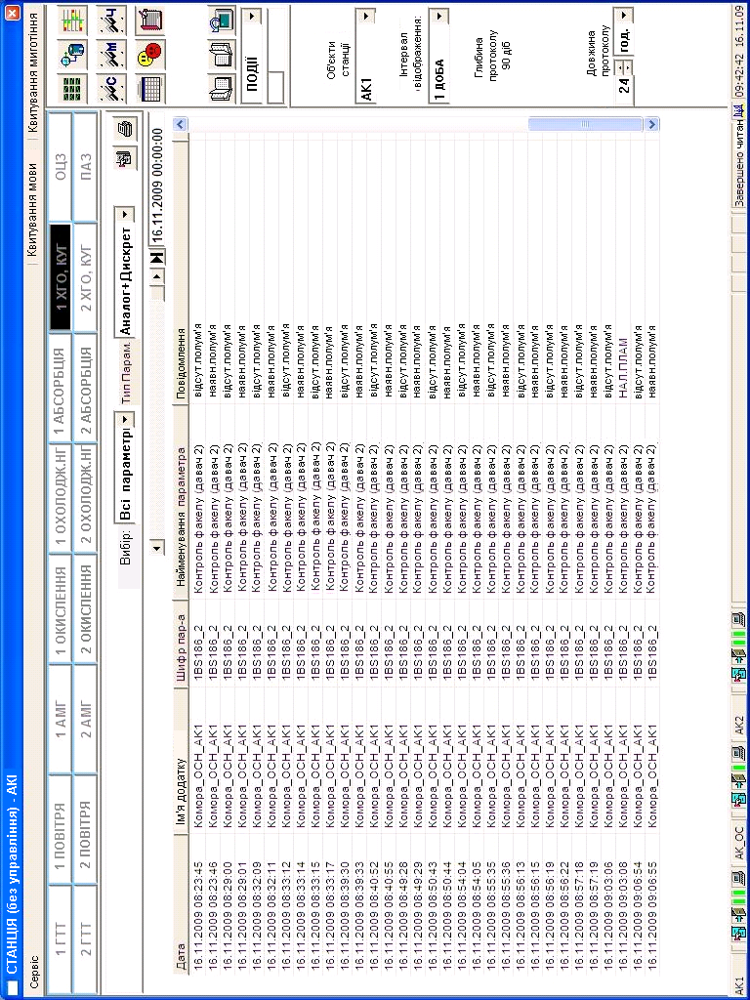 СТАНЦІЯ (без управління) - АКІ
Сервіс
Квитування мови
Квитування миготіння
1 ГТТ
1 ПОВІТРЯ
1 АМГ
1 ОКИСЛЕННЯ
1 ОХОЛОДЖ.НГ
1 АБСОРБЦІЯ
1 ХГО, КУГ
ОЦЗ
2 ГТТ
2 ПОВІТРЯ
2 АМГ
2 ОКИСЛЕННЯ
2 ОХОЛОДЖ.НГ
2 АБСОРБЦІЯ
2 ХГО, КУГ
ПАЗ
Ч
М
С
ПОДІЇ
Об'єкти станції
АК1
Інтервал відображення:
1 ДОБА
Глибина протоколу
90 діб
Довжина протоколу
24 год.
Вибір: Всі параметри Тип Парам. Аналог+Дискрет
16.11.2009 00:00:00
Дата Ім'я додатку Шифр пар-а Найменування параметра Повідомлення
16.11.2009 08:23:45 Комора_ОСН_АК1 1BS186_2 Контроль факелу (давач 2) відсут.полум'я
16.11.2009 08:23:46 Комора_ОСН_АК1 1BS186_2 Контроль факелу (давач 2) наявн.полум'я
16.11.2009 08:29:00 Комора_ОСН_АК1 1BS186_2 Контроль факелу (давач 2) відсут.полум'я
16.11.2009 08:29:01 Комора_ОСН_АК1 1BS186_2 Контроль факелу (давач 2) наявн.полум'я
16.11.2009 08:32:09 Комора_ОСН_АК1 1BS186_2 Контроль факелу (давач 2) відсут.полум'я
16.11.2009 08:32:11 Комора_ОСН_АК1 1BS186_2 Контроль факелу (давач 2) наявн.полум'я
16.11.2009 08:33:12 Комора_ОСН_АК1 1BS186_2 Контроль факелу (давач 2) відсут.полум'я
16.11.2009 08:33:14 Комора_ОСН_АК1 1BS186_2 Контроль факелу (давач 2) наявн.полум'я
16.11.2009 08:33:15 Комора_ОСН_АК1 1BS186_2 Контроль факелу (давач 2) відсут.полум'я
16.11.2009 08:33:17 Комора_ОСН_АК1 1BS186_2 Контроль факелу (давач 2) наявн.полум'я
16.11.2009 08:39:30 Комора_ОСН_АК1 1BS186_2 Контроль факелу (давач 2) відсут.полум'я
16.11.2009 08:39:33 Комора_ОСН_АК1 1BS186_2 Контроль факелу (давач 2) наявн.полум'я
16.11.2009 08:40:52 Комора_ОСН_АК1 1BS186_2 Контроль факелу (давач 2) відсут.полум'я
16.11.2009 08:40:55 Комора_ОСН_АК1 1BS186_2 Контроль факелу (давач 2) наявн.полум'я
16.11.2009 08:49:28 Комора_ОСН_АК1 1BS186_2 Контроль факелу (давач 2) відсут.полум'я
16.11.2009 08:49:29 Комора_ОСН_АК1 1BS186_2 Контроль факелу (давач 2) наявн.полум'я
16.11.2009 08:50:43 Комора_ОСН_АК1 1BS186_2 Контроль факелу (давач 2) відсут.полум'я
16.11.2009 08:50:44 Комора_ОСН_АК1 1BS186_2 Контроль факелу (давач 2) наявн.полум'я
16.11.2009 08:54:04 Комора_ОСН_АК1 1BS186_2 Контроль факелу (давач 2) відсут.полум'я
16.11.2009 08:54:05 Комора_ОСН_АК1 1BS186_2 Контроль факелу (давач 2) наявн.полум'я
16.11.2009 08:55:35 Комора_ОСН_АК1 1BS186_2 Контроль факелу (давач 2) відсут.полум'я
16.11.2009 08:55:36 Комора_ОСН_АК1 1BS186_2 Контроль факелу (давач 2) наявн.полум'я
16.11.2009 08:56:13 Комора_ОСН_АК1 1BS186_2 Контроль факелу (давач 2) відсут.полум'я
16.11.2009 08:56:15 Комора_ОСН_АК1 1BS186_2 Контроль факелу (давач 2) наявн.полум'я
16.11.2009 08:56:19 Комора_ОСН_АК1 1BS186_2 Контроль факелу (давач 2) відсут.полум'я
16.11.2009 08:56:22 Комора_ОСН_АК1 1BS186_2 Контроль факелу (давач 2) наявн.полум'я
16.11.2009 08:57:18 Комора_ОСН_АК1 1BS186_2 Контроль факелу (давач 2) відсут.полум'я
16.11.2009 08:57:19 Комора_ОСН_АК1 1BS186_2 Контроль факелу (давач 2) наявн.полум'я
16.11.2009 09:03:06 Комора_ОСН_АК1 1BS186_2 Контроль факелу (давач 2) відсут.полум'я
16.11.2009 09:03:08 Комора_ОСН_АК1 1BS186_2 Контроль факелу (давач 2) НАЛ.ПЛАМ
16.11.2009 09:06:54 Комора_ОСН_АК1 1BS186_2 Контроль факелу (давач 2) відсут.полум'я
16.11.2009 09:06:55 Комора_ОСН_АК1 1BS186_2 Контроль факелу (давач 2) наявн.полум'я
АК1
АК_ОС
АК2
Завершено читан
09:42:42 16.11.09